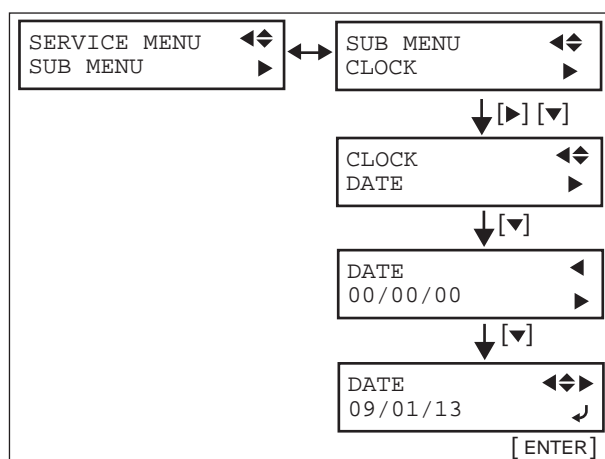 SERVICE MENU ◀◆
SUB MENU ▶
SUB MENU ◀◆
CLOCK ▶
[▶] [▼]
CLOCK ◀◆
DATE ▶
[▼]
DATE ◀
00/00/00 ▶
[▼]
DATE ◀◆▶
09/01/13 ↵
[ ENTER]